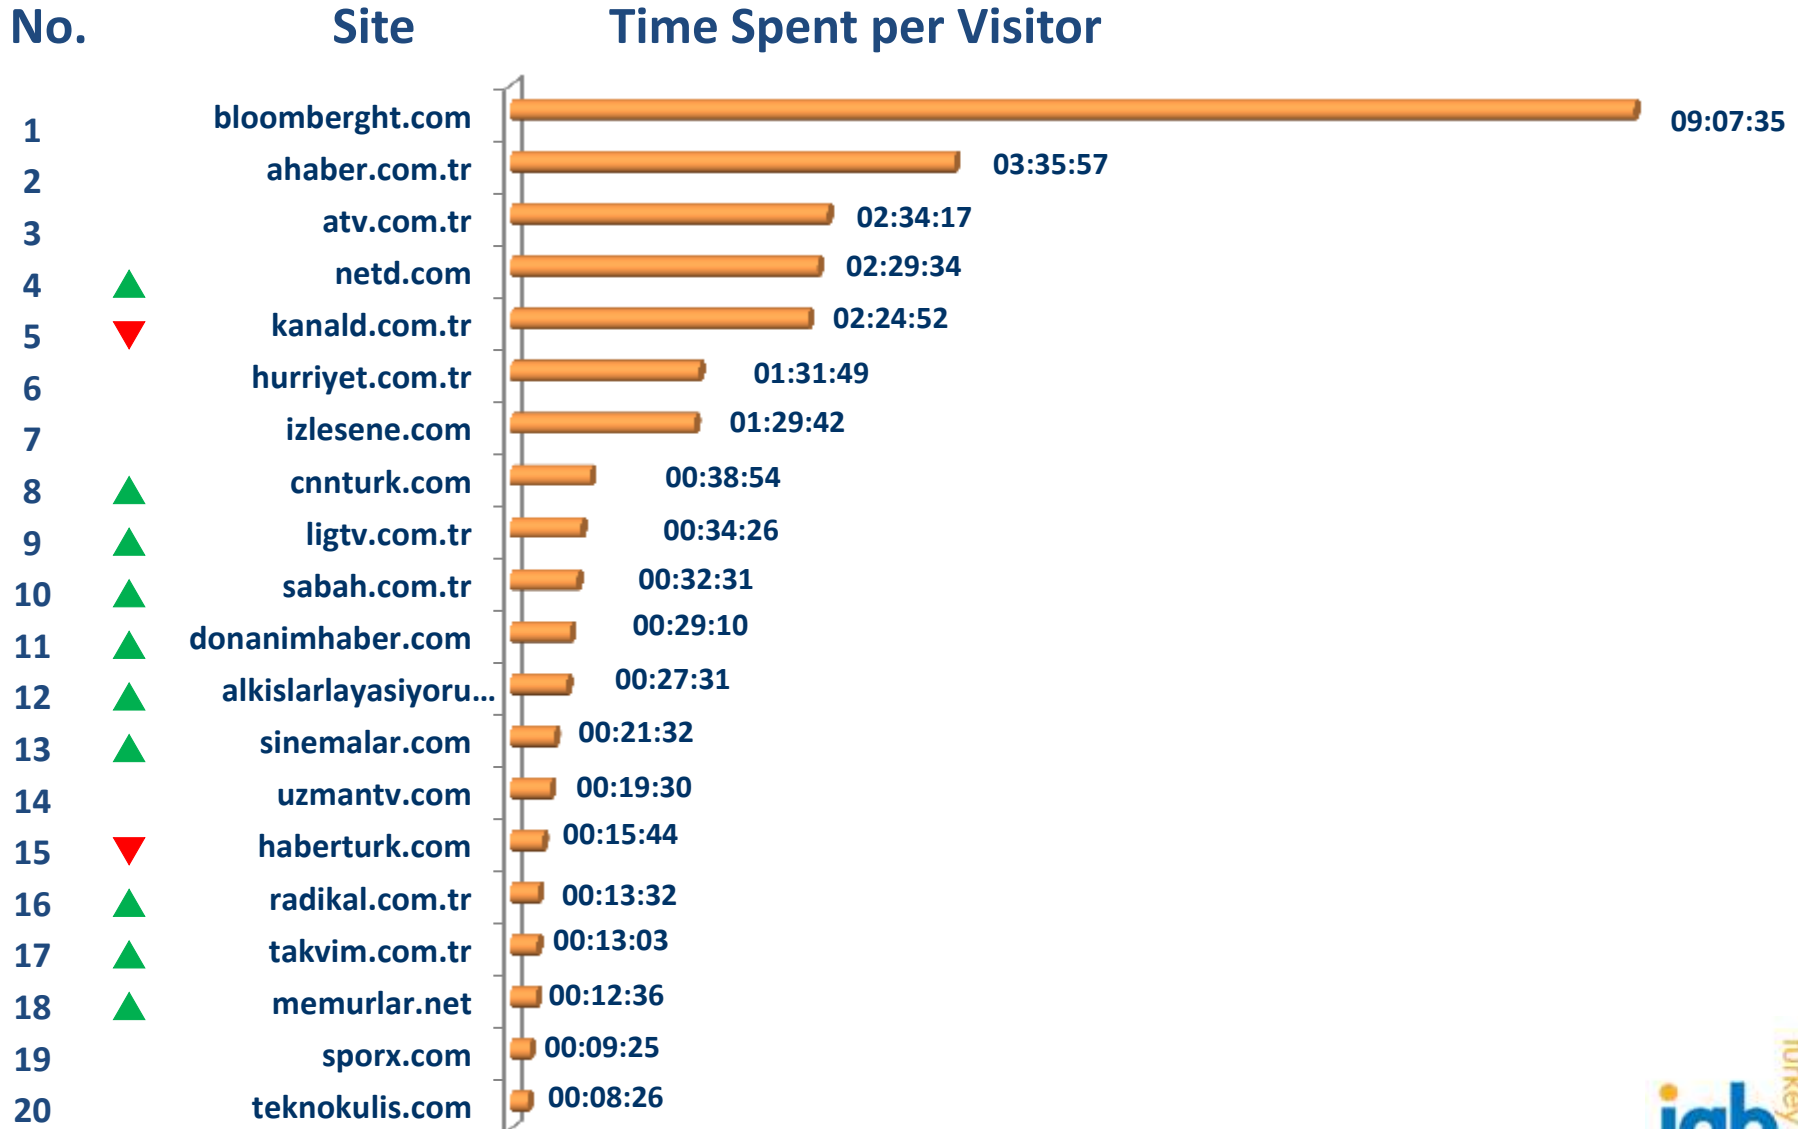 No. Site Time Spent per Visitor
1 bloomberght.com 09:07:35
2 ahaber.com.tr 03:35:57
3 atv.com.tr 02:34:17
4 netd.com 02:29:34
5 kanald.com.tr 02:24:52
6 hurriyet.com.tr 01:31:49
7 izlesene.com 01:29:42
8 cnnturk.com 00:38:54
9 ligtv.com.tr 00:34:26
10 sabah.com.tr 00:32:31
11 donanimhaber.com 00:29:10
12 alkislarlayasiyoru... 00:27:31
13 sinemalar.com 00:21:32
14 uzmantv.com 00:19:30
15 haberturk.com 00:15:44
16 radikal.com.tr 00:13:32
17 takvim.com.tr 00:13:03
18 memurlar.net 00:12:36
19 sporx.com 00:09:25
20 teknokulis.com 00:08:26
iab
Turkey